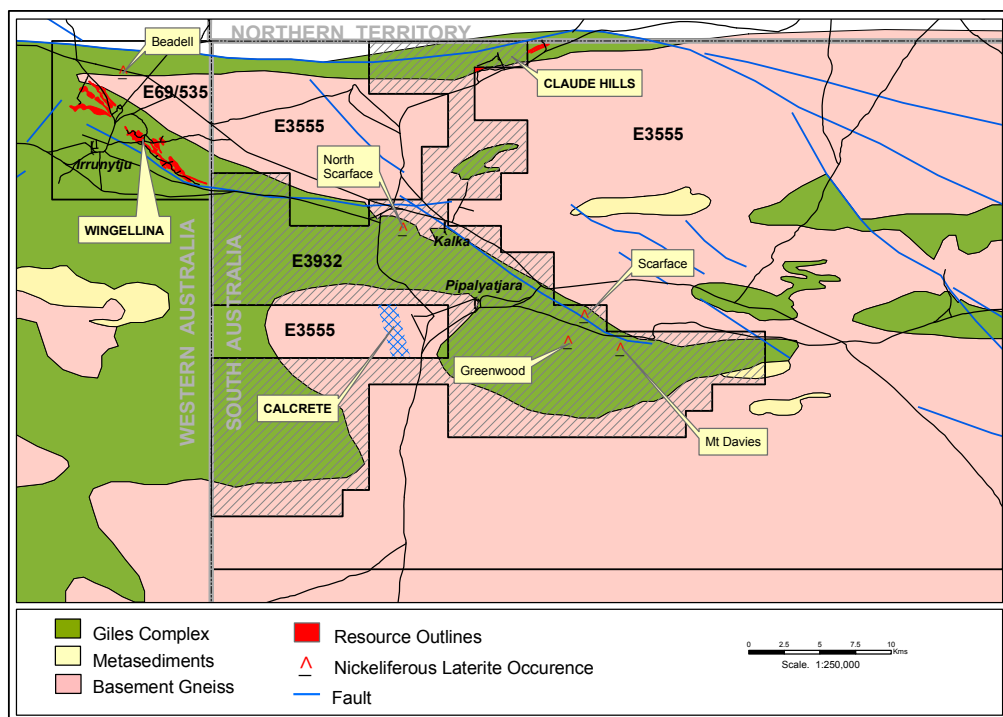 NORTHERN TERRITORY
Beadell
CLAUDE HILLS
E69/535
E3555
E3555
North
Scarface
Irrunytju
WINGELLINA
Kalka
E3932
Scarface
Pipalyatjara
E3555
WESTERN AUSTRALIA
SOUTH AUSTRALIA
Greenwood
CALCRETE
Mt Davies
Giles Complex
Metasediments
Basement Gneiss
Resource Outlines
Nickeliferous Laterite Occurence
Fault
0 2.5 5 7.5 10
Kms
Scale. 1:250,000